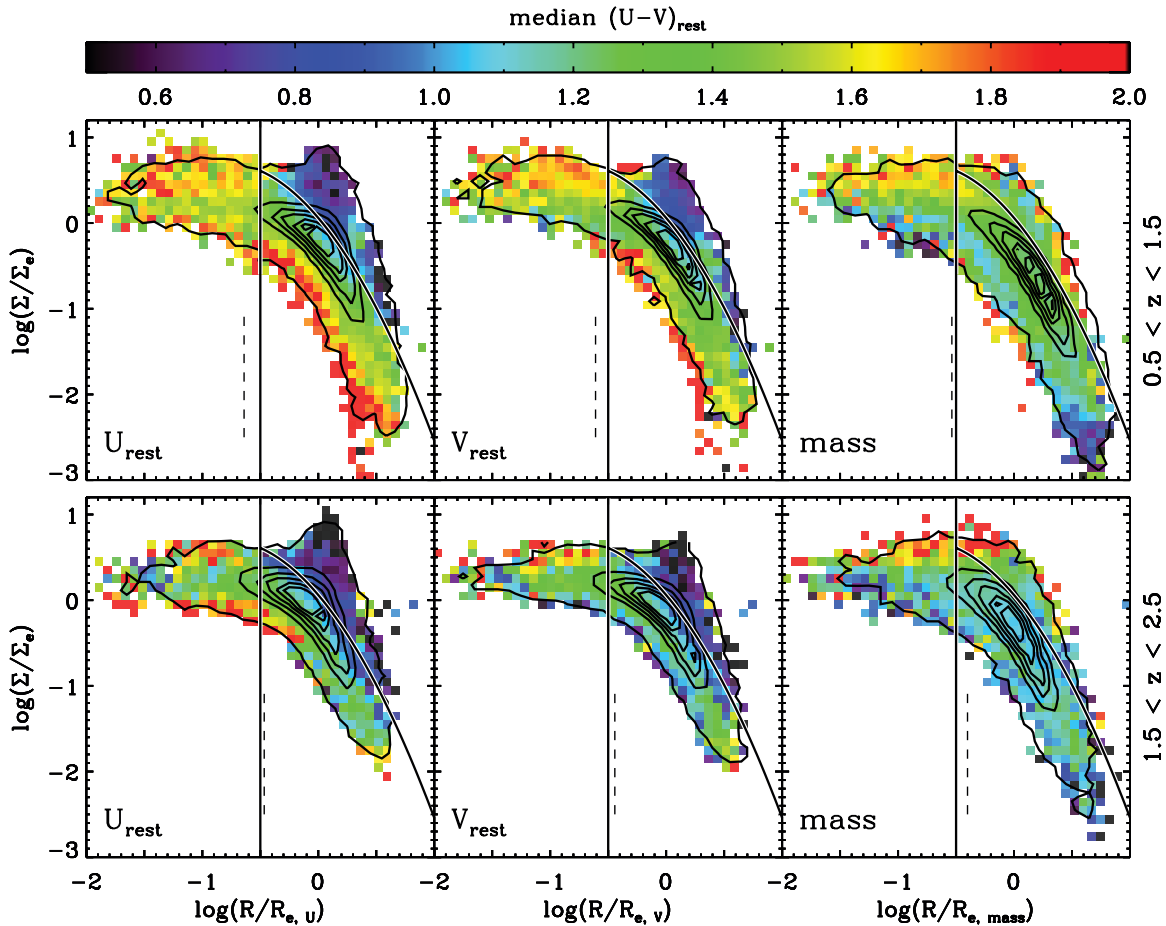 median (U−V)rest
0.6 0.8 1.0 1.2 1.4 1.6 1.8 2.0
log(Σ/Σe)
1
0
−1
−2
−3
Urest
Vrest
mass
0.5 < z < 1.5
log(Σ/Σe)
1
0
−1
−2
−3
Urest
Vrest
mass
1.5 < z < 2.5
−2 −1 0 −2 −1 0 −2 −1 0 1
log(R/Re, U)
log(R/Re, V)
log(R/Re, mass)